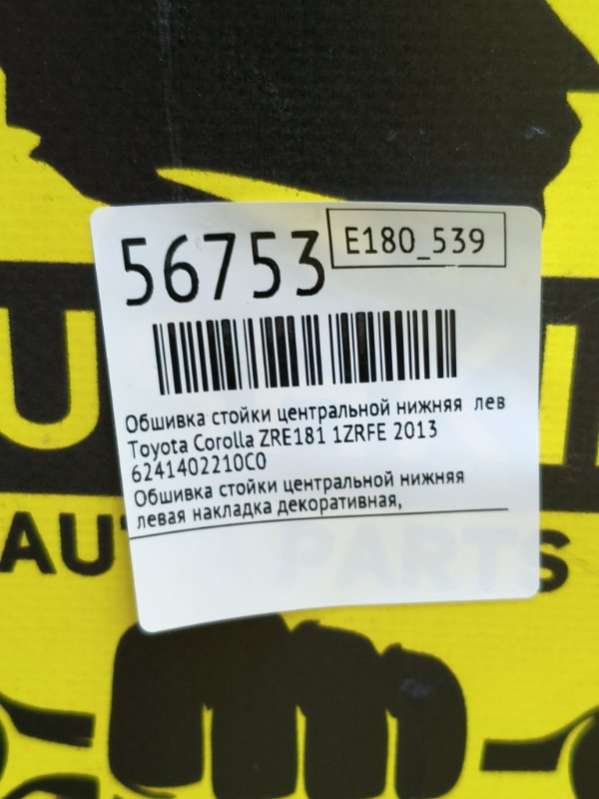 56753
E180_539
Обшивка стойки центральной нижняя лев
Toyota Corolla ZRE181 1ZRFE 2013
6241402210C0
Обшивка стойки центральной нижняя
левая накладка декоративная,
PARTS